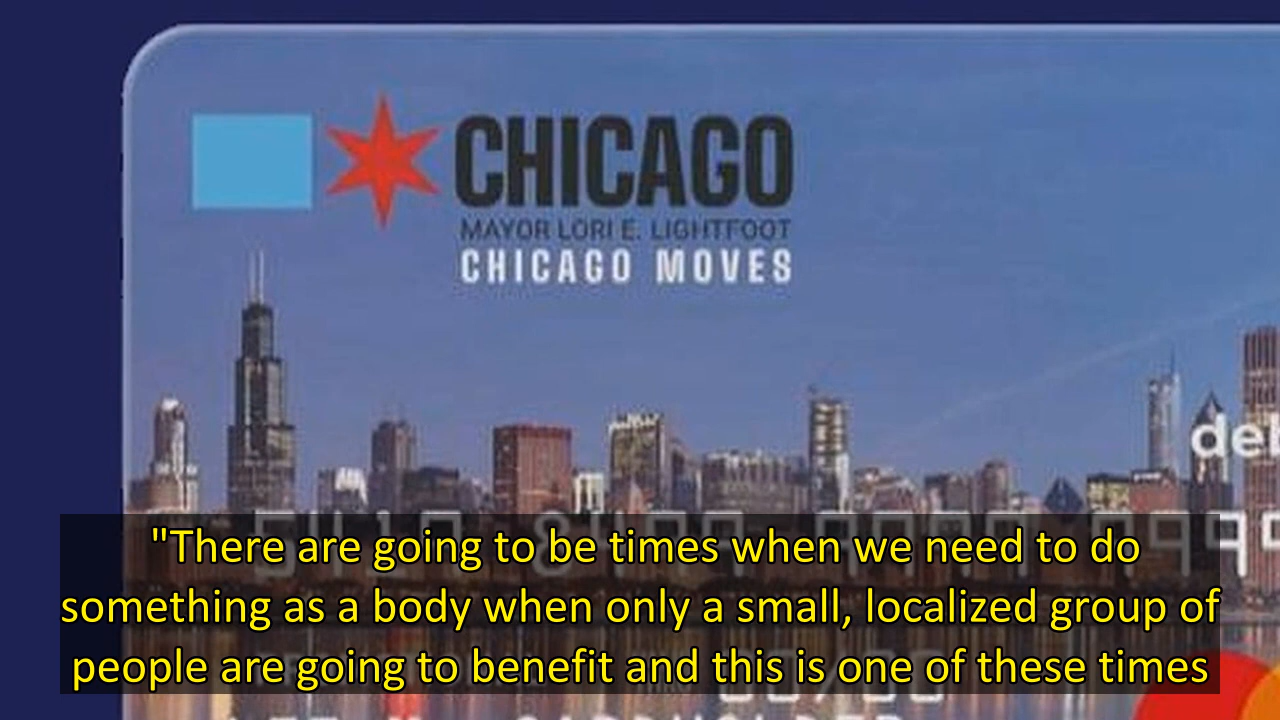 CHICAGO
MAYOR LORI E. LIGHTFOOT
CHICAGO MOVES
"There are going to be times when we need to do
something as a body when only a small, localized group of
people are going to benefit and this is one of these times